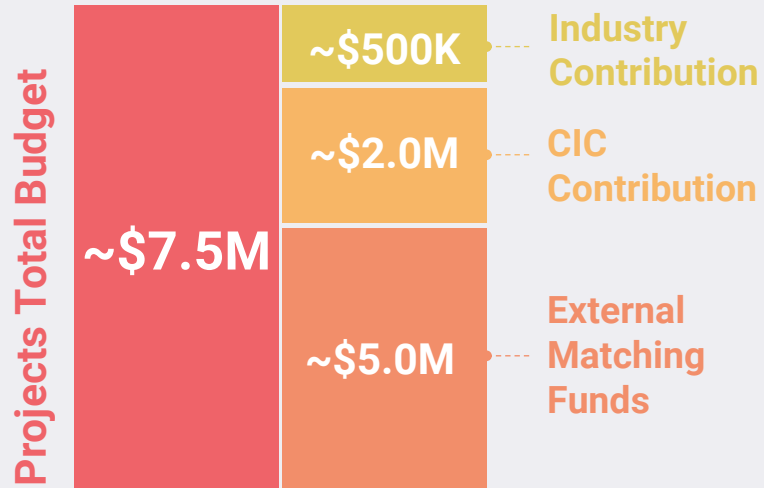 Projects Total Budget
~$7.5M
~$500K
Industry
Contribution
~$2.0M
CIC
Contribution
~$5.0M
External
Matching
Funds